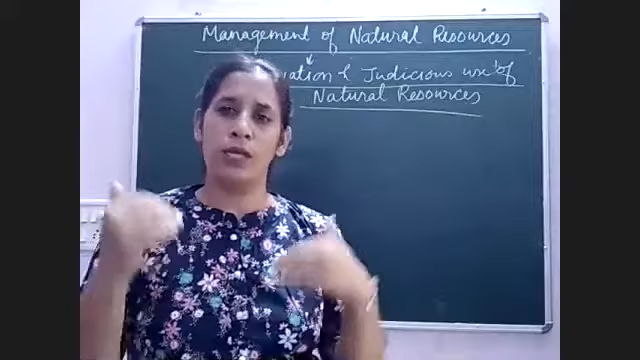 Management of Natural Resources
& Judicious use of
Natural Resources